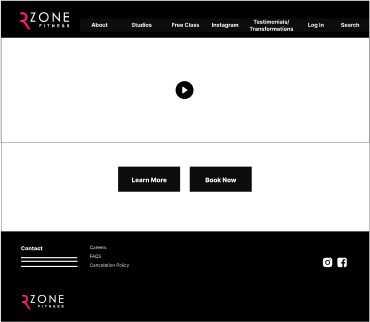 RZONE
FITNESS
About
Studios
Free Class
Instagram
Testimonials/
Transformations
Log In
Search
Learn More
Book Now
Contact
Careers
FAQS
Cancelation Policy
RZONE
FITNESS